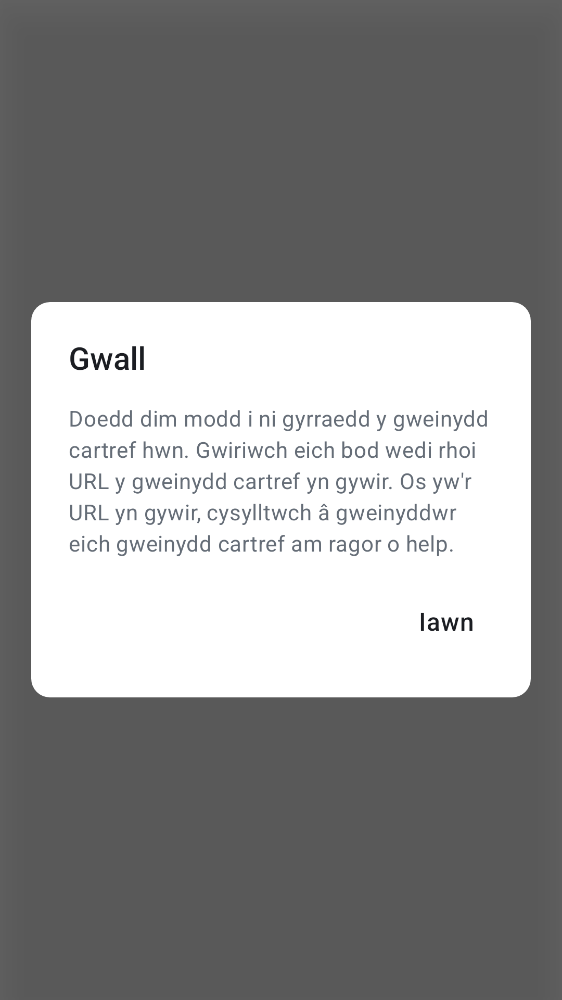 Gwall
Doedd dim modd i ni gyrraedd y gweinydd
cartref hwn. Gwiriwch eich bod wedi rhoi
URL y gweinydd cartref yn gywir. Os yw'r
URL yn gywir, cysylltwch â gweinyddwr
eich gweinydd cartref am ragor o help.
Iawn